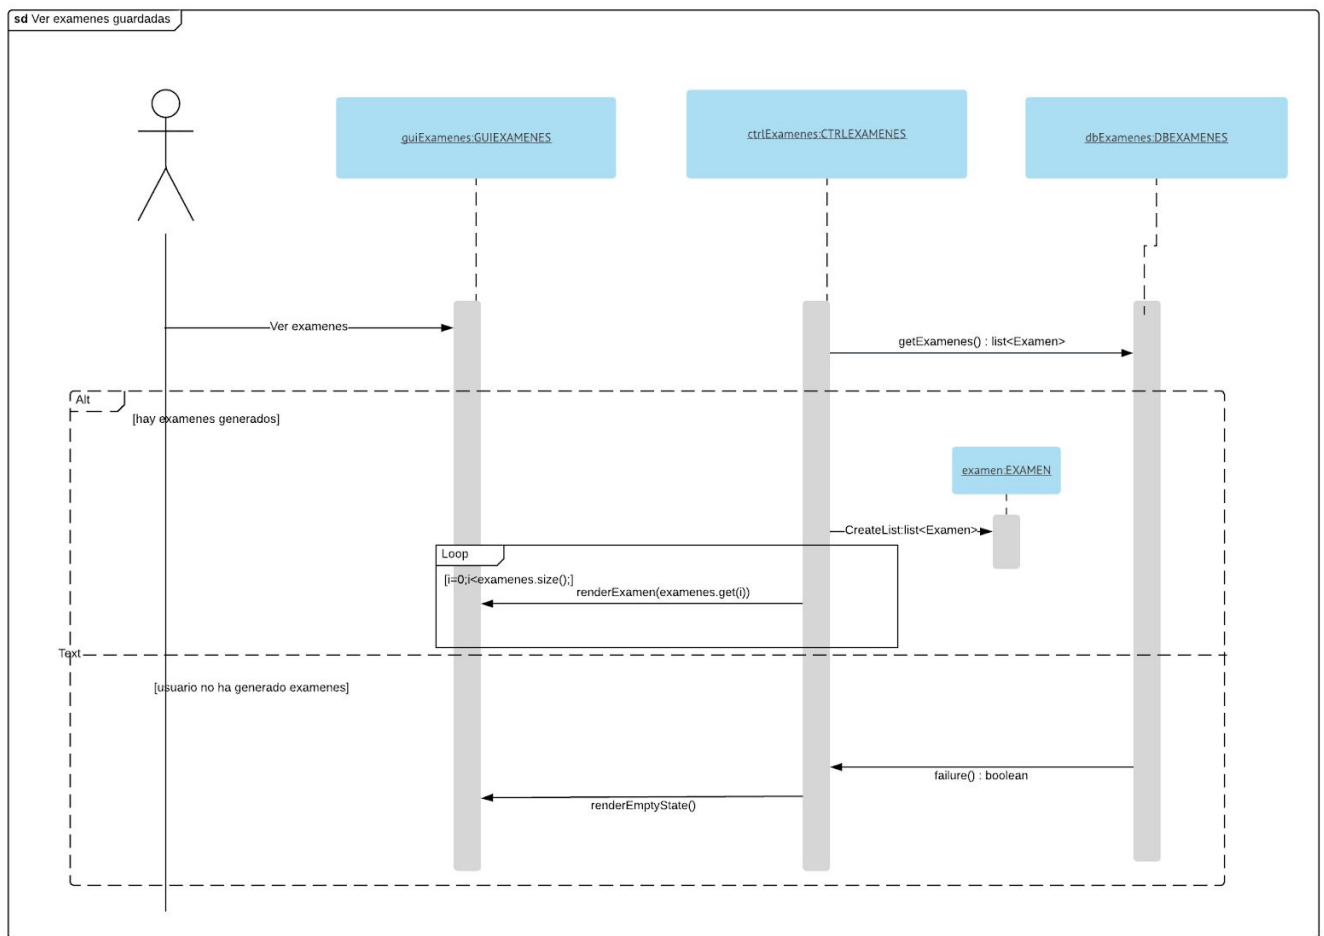 sd Ver examenes guardadas
guiExamenes:GUIEXAMENES
ctrlExamenes:CTRLEXAMENES
dbExamenes:DBEXAMENES
Ver examenes
getExamenes() : list<Examen>
Alt
[hay examenes generados]
examen:EXAMEN
CreateList:list<Examen>
Loop
[i=0;i<examenes.size();]
renderExamen(examenes.get(i))
Text
[usuario no ha generado examenes]
failure() : boolean
renderEmptyState()